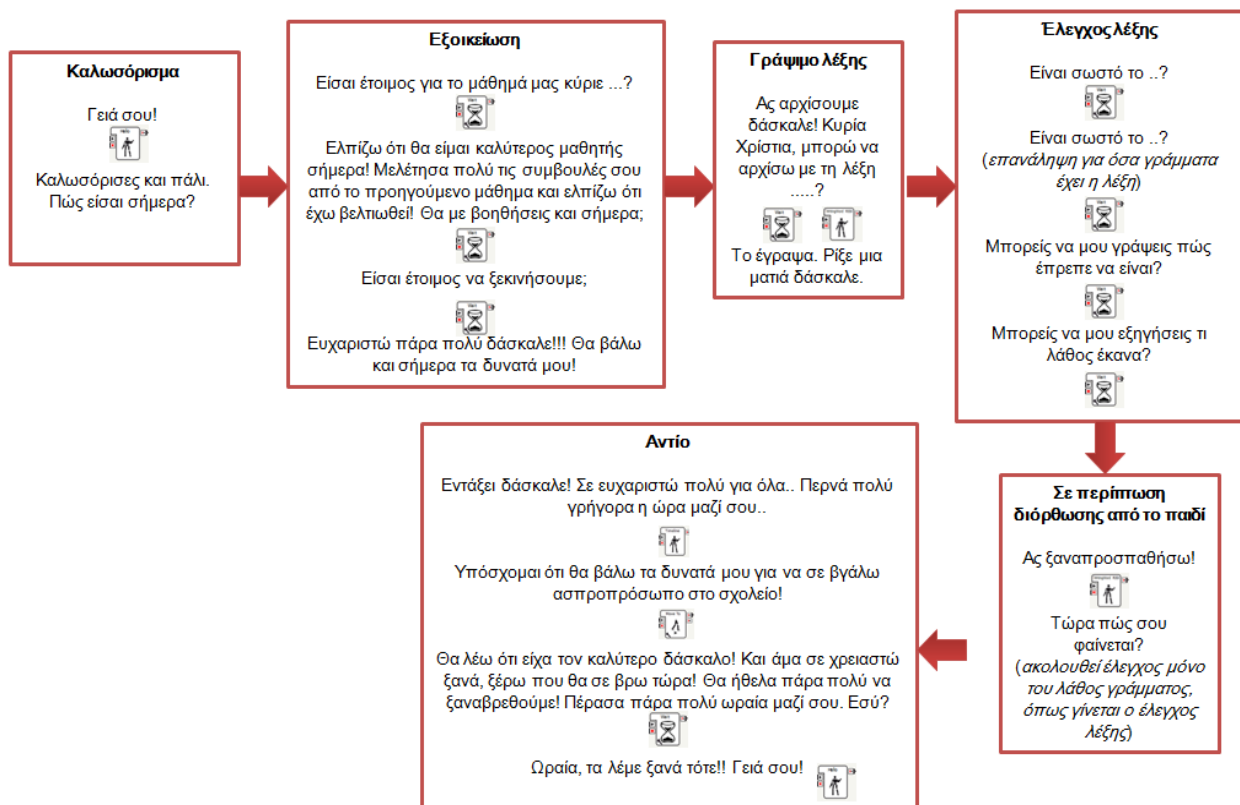 Καλωσόρισμα
Γειά σου!
Καλωσόρισες και πάλι.
Πώς είσαι σήμερα?
Εξοικείωση
Είσαι έτοιμος για το μάθημά μας κύριε ...?
Ελπίζω ότι θα είμαι καλύτερος μαθητής
σήμερα! Μελέτησα πολύ τις συμβουλές σου
από το προηγούμενο μάθημα και ελπίζω ότι
έχω βελτιωθεί! Θα με βοηθήσεις και σήμερα;
Είσαι έτοιμος να ξεκινήσουμε;
Ευχαριστώ πάρα πολύ δάσκαλε!!! Θα βάλω
και σήμερα τα δυνατά μου!
Γράψιμο λέξης
Ας αρχίσουμε
δάσκαλε! Κυρία
Χρίστια, μπορώ να
αρχίσω με τη λέξη
.....?
Το έγραψα. Ρίξε μια
ματιά δάσκαλε.
Έλεγχος λέξης
Είναι σωστό το ..?
Είναι σωστό το ..?
(επανάληψη για όσα γράμματα
έχει η λέξη)
Μπορείς να μου γράψεις πώς
έπρεπε να είναι?
Μπορείς να μου εξηγήσεις τι
λάθος έκανα?
Σε περίπτωση
διόρθωσης από το παιδί
Ας ξαναπροσπαθήσω!
Τώρα πώς σου
φαίνεται?
(ακολουθεί έλεγχος μόνο
του λάθος γράμματος,
όπως γίνεται ο έλεγχος
λέξης)
Αντίο
Εντάξει δάσκαλε! Σε ευχαριστώ πολύ για όλα.. Περνά πολύ
γρήγορα η ώρα μαζί σου..
Υπόσχομαι ότι θα βάλω τα δυνατά μου για να σε βγάλω
ασπροπρόσωπο στο σχολείο!
Θα λέω ότι είχα τον καλύτερο δάσκαλο! Και άμα σε χρειαστώ
ξανά, ξέρω που θα σε βρω τώρα! Θα ήθελα πάρα πολύ να
ξαναβρεθούμε! Πέρασα πάρα πολύ ωραία μαζί σου. Εσύ?
Ωραία, τα λέμε ξανά τότε!! Γειά σου!